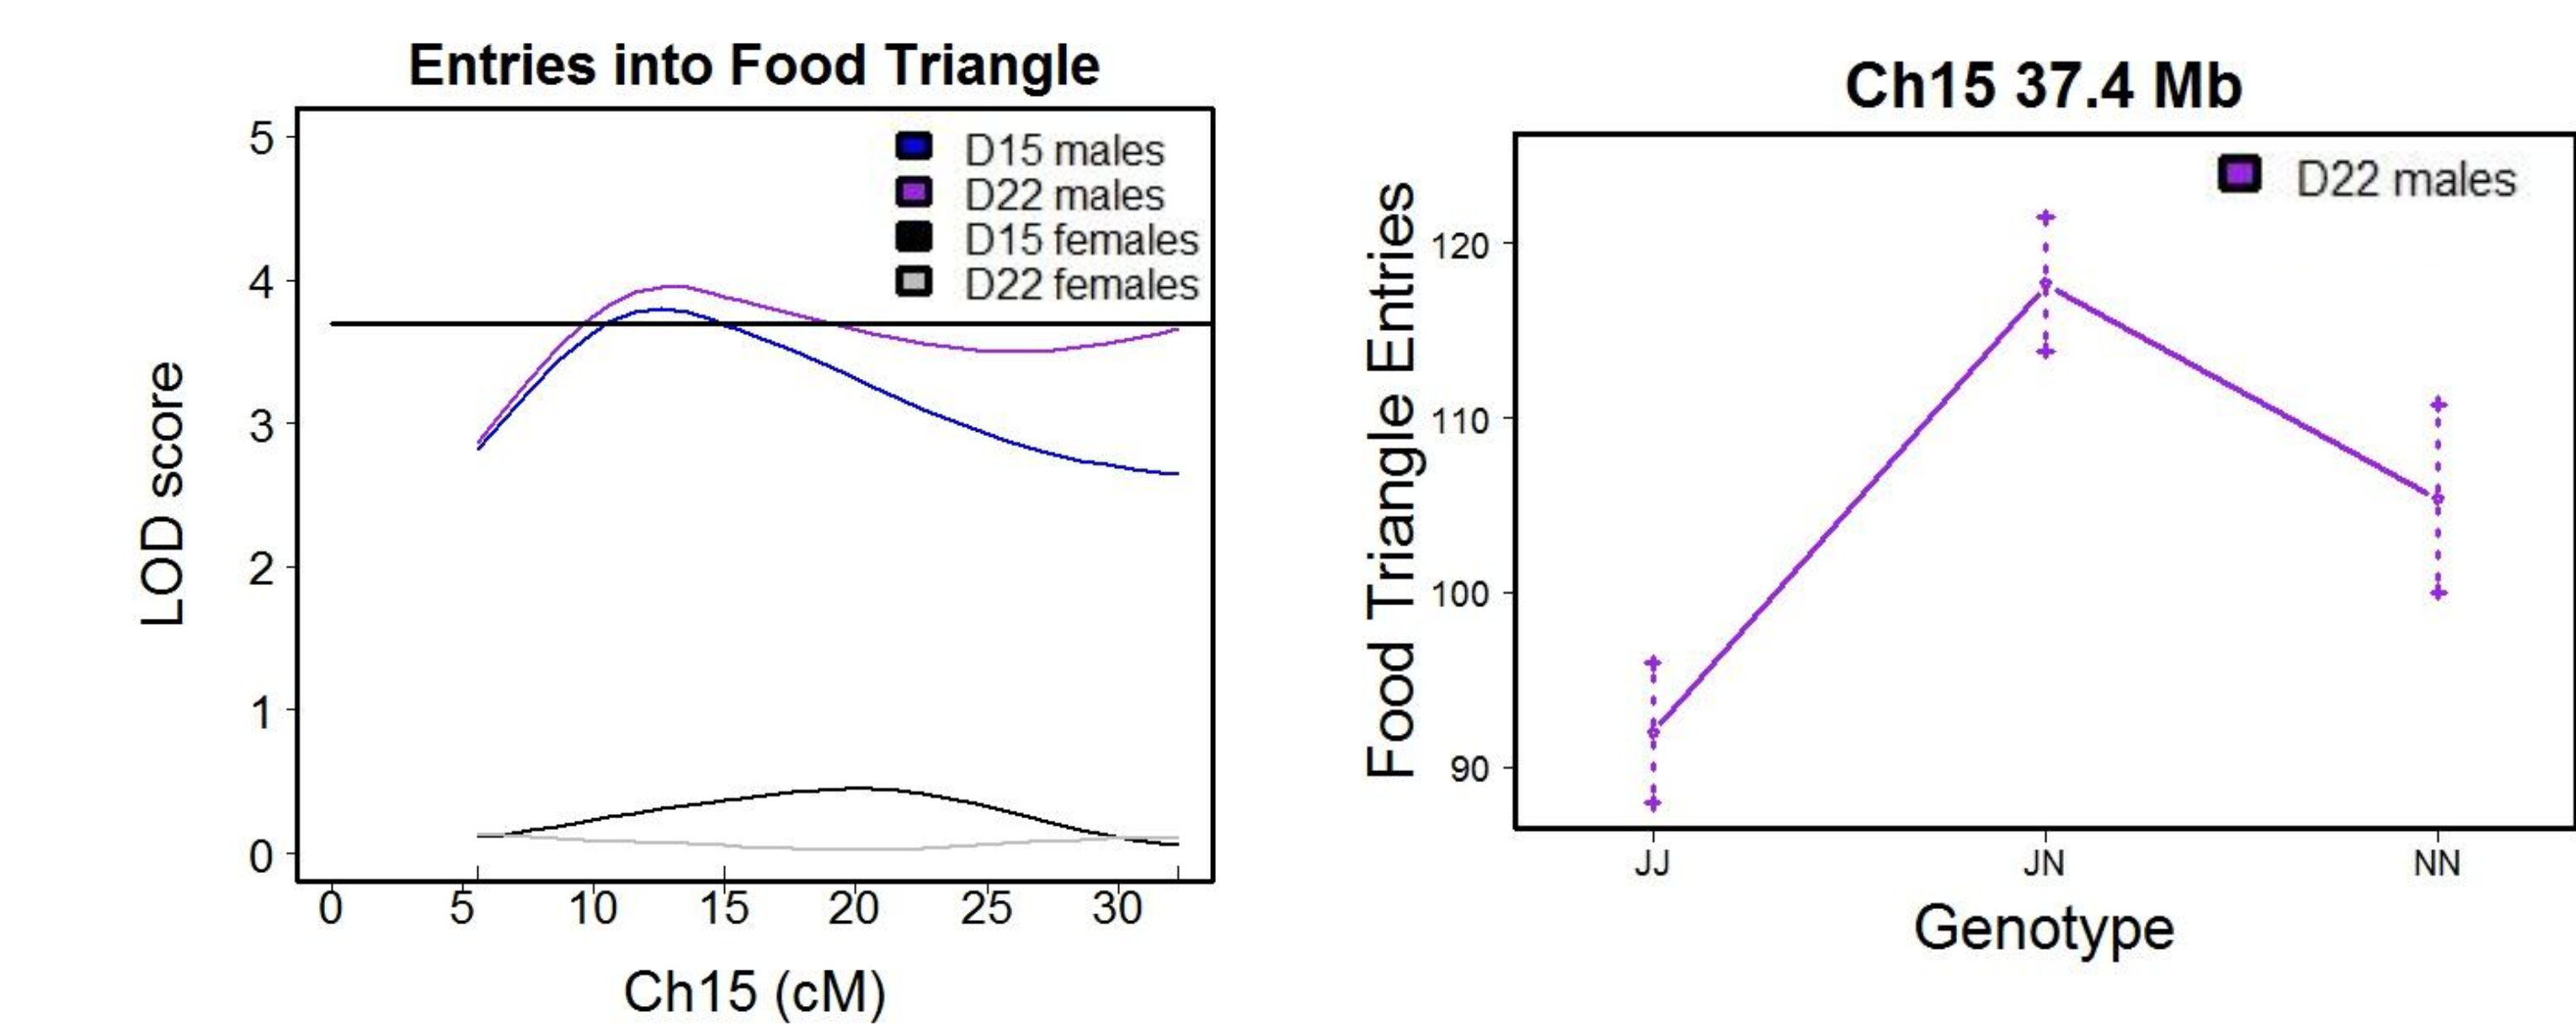 Entries into Food Triangle
5
4
3
2
1
0
LOD score
D15 males
D22 males
D15 females
D22 females
0 5 10 15 20 25 30
Ch15 (cM)
Ch15 37.4 Mb
D22 males
Food Triangle Entries
120
110
100
90
JJ JN NN
Genotype